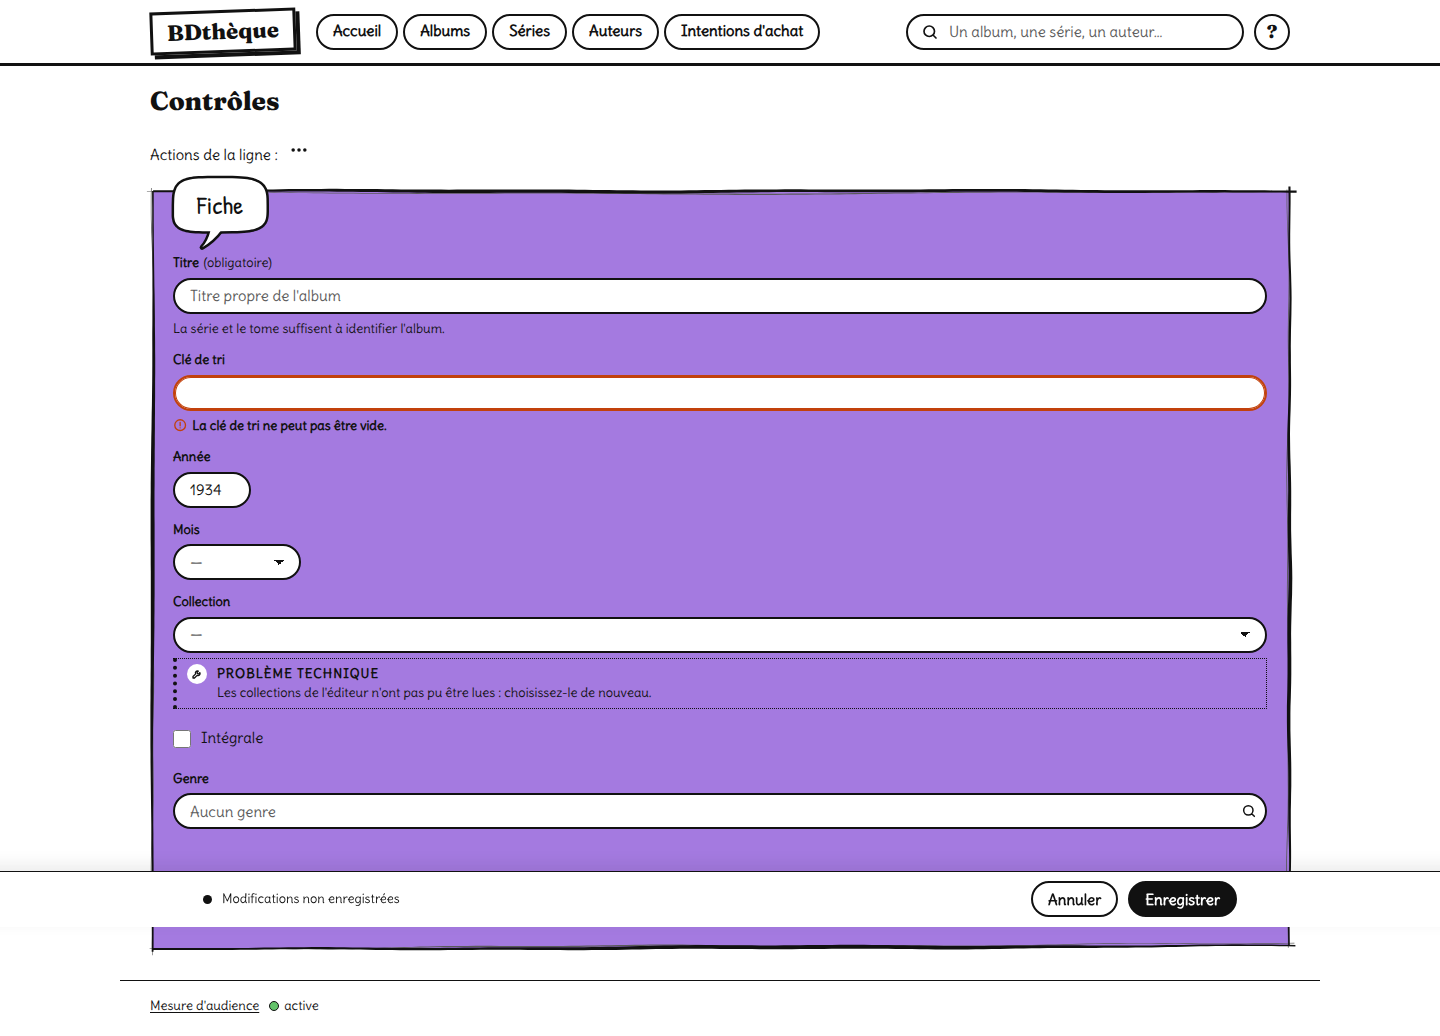 BDthèque
Accueil
Albums
Séries
Auteurs
Intentions d'achat
Un album, une série, un auteur...
?
Contrôles
Actions de la ligne :
Fiche
Titre (obligatoire)
Titre propre de l'album
La série et le tome suffisent à identifier l'album.
Clé de tri
La clé de tri ne peut pas être vide.
Année
1934
Mois
—
Collection
—
PROBLÈME TECHNIQUE
Les collections de l'éditeur n'ont pas pu être lues : choisissez-le de nouveau.
Intégrale
Genre
Aucun genre
Modifications non enregistrées
Annuler
Enregistrer
Mesure d'audience
active